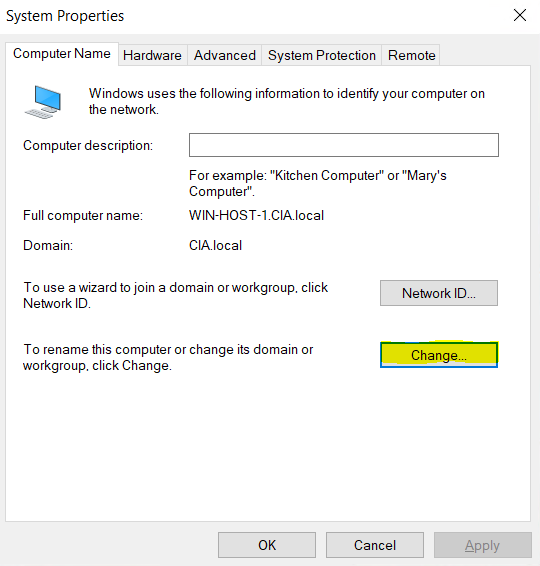 System Properties
Computer Name
Hardware
Advanced
System Protection
Remote
Windows uses the following information to identify your computer on
the network.
Computer description:
For example: "Kitchen Computer" or "Mary's
Computer".
Full computer name:
WIN-HOST-1.CIA.local
Domain:
CIA.local
To use a wizard to join a domain or workgroup, click
Network ID.
Network ID...
To rename this computer or change its domain or
workgroup, click Change.
Change...
OK
Cancel
Apply